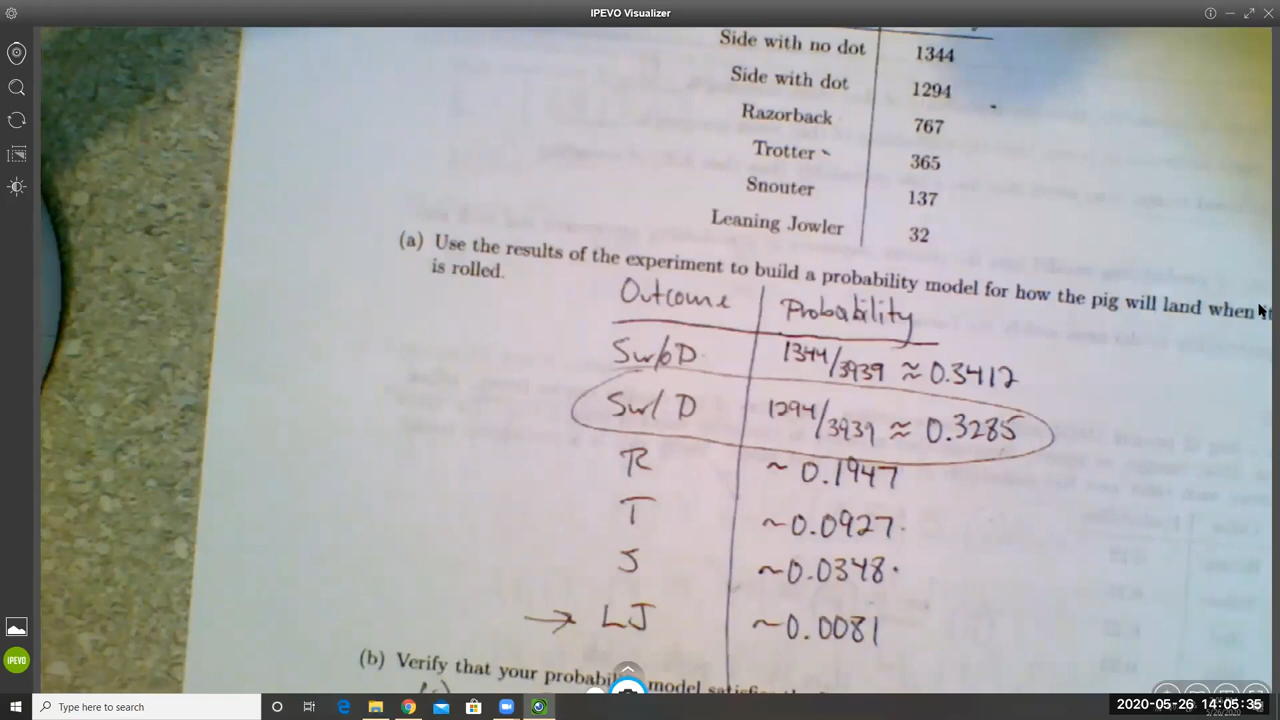 IPEVO Visualizer
Side with no dot 1344
Side with dot 1294
Razorback 767
Trotter 365
Snouter 137
Leaning Jowler 32
(a) Use the results of the experiment to build a probability model for how the pig will land when it
is rolled.
Outcome Probability
Sw/o D 1344/3939 ≈ 0.3412
Sw/ D 1294/3939 ≈ 0.3285
R ~ 0.1947
T ~0.0927
S ~0.0348
→ LJ ~0.0081
(b) Verify that your probability model
IPEVO
Type here to search
2020-05-26 14:05:35